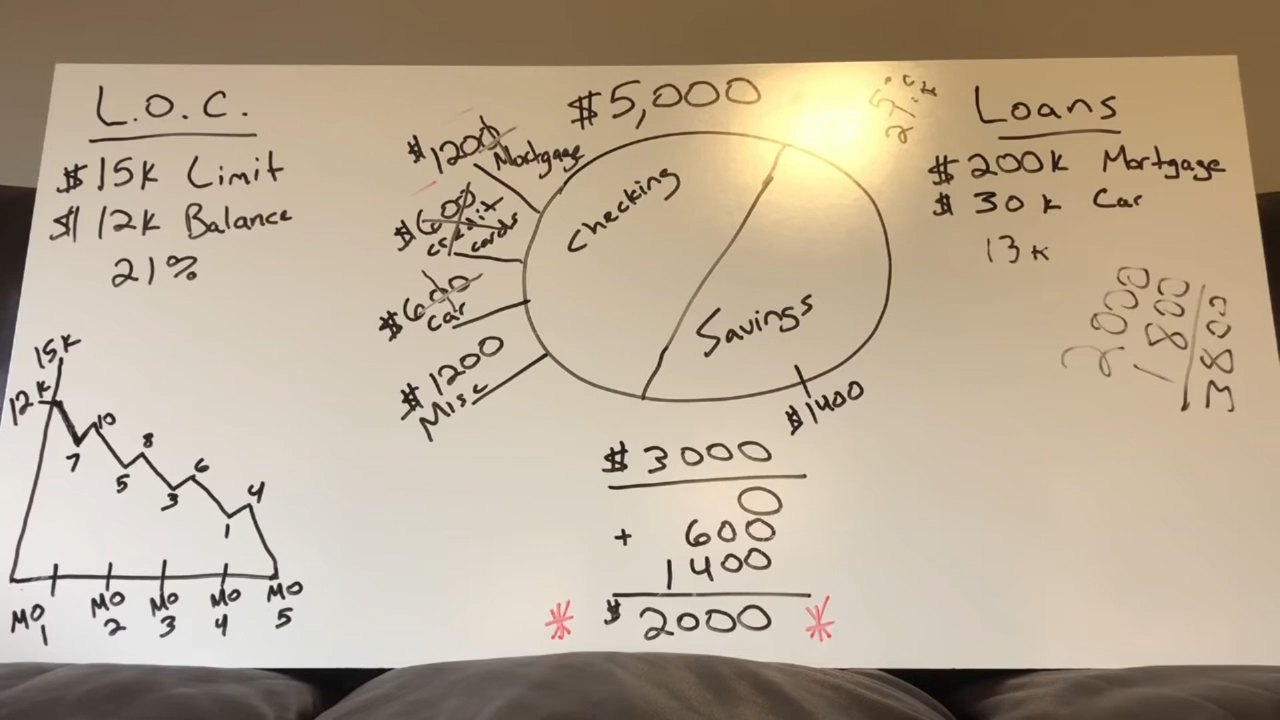 L.O.C.
$15K Limit
$12K Balance
21%
15K
12K
7
10
5
8
3
6
1
4
MO 1
MO 2
MO 3
MO 4
MO 5
$5,000
$1200 Mortgage
$600 credit cards
$600 car
$1200 Misc
Checking
Savings
$1400
$3000
0
+ 600
1400
$2000
Loans
$200K Mortgage
$30K Car
13K
2000
1800
3800